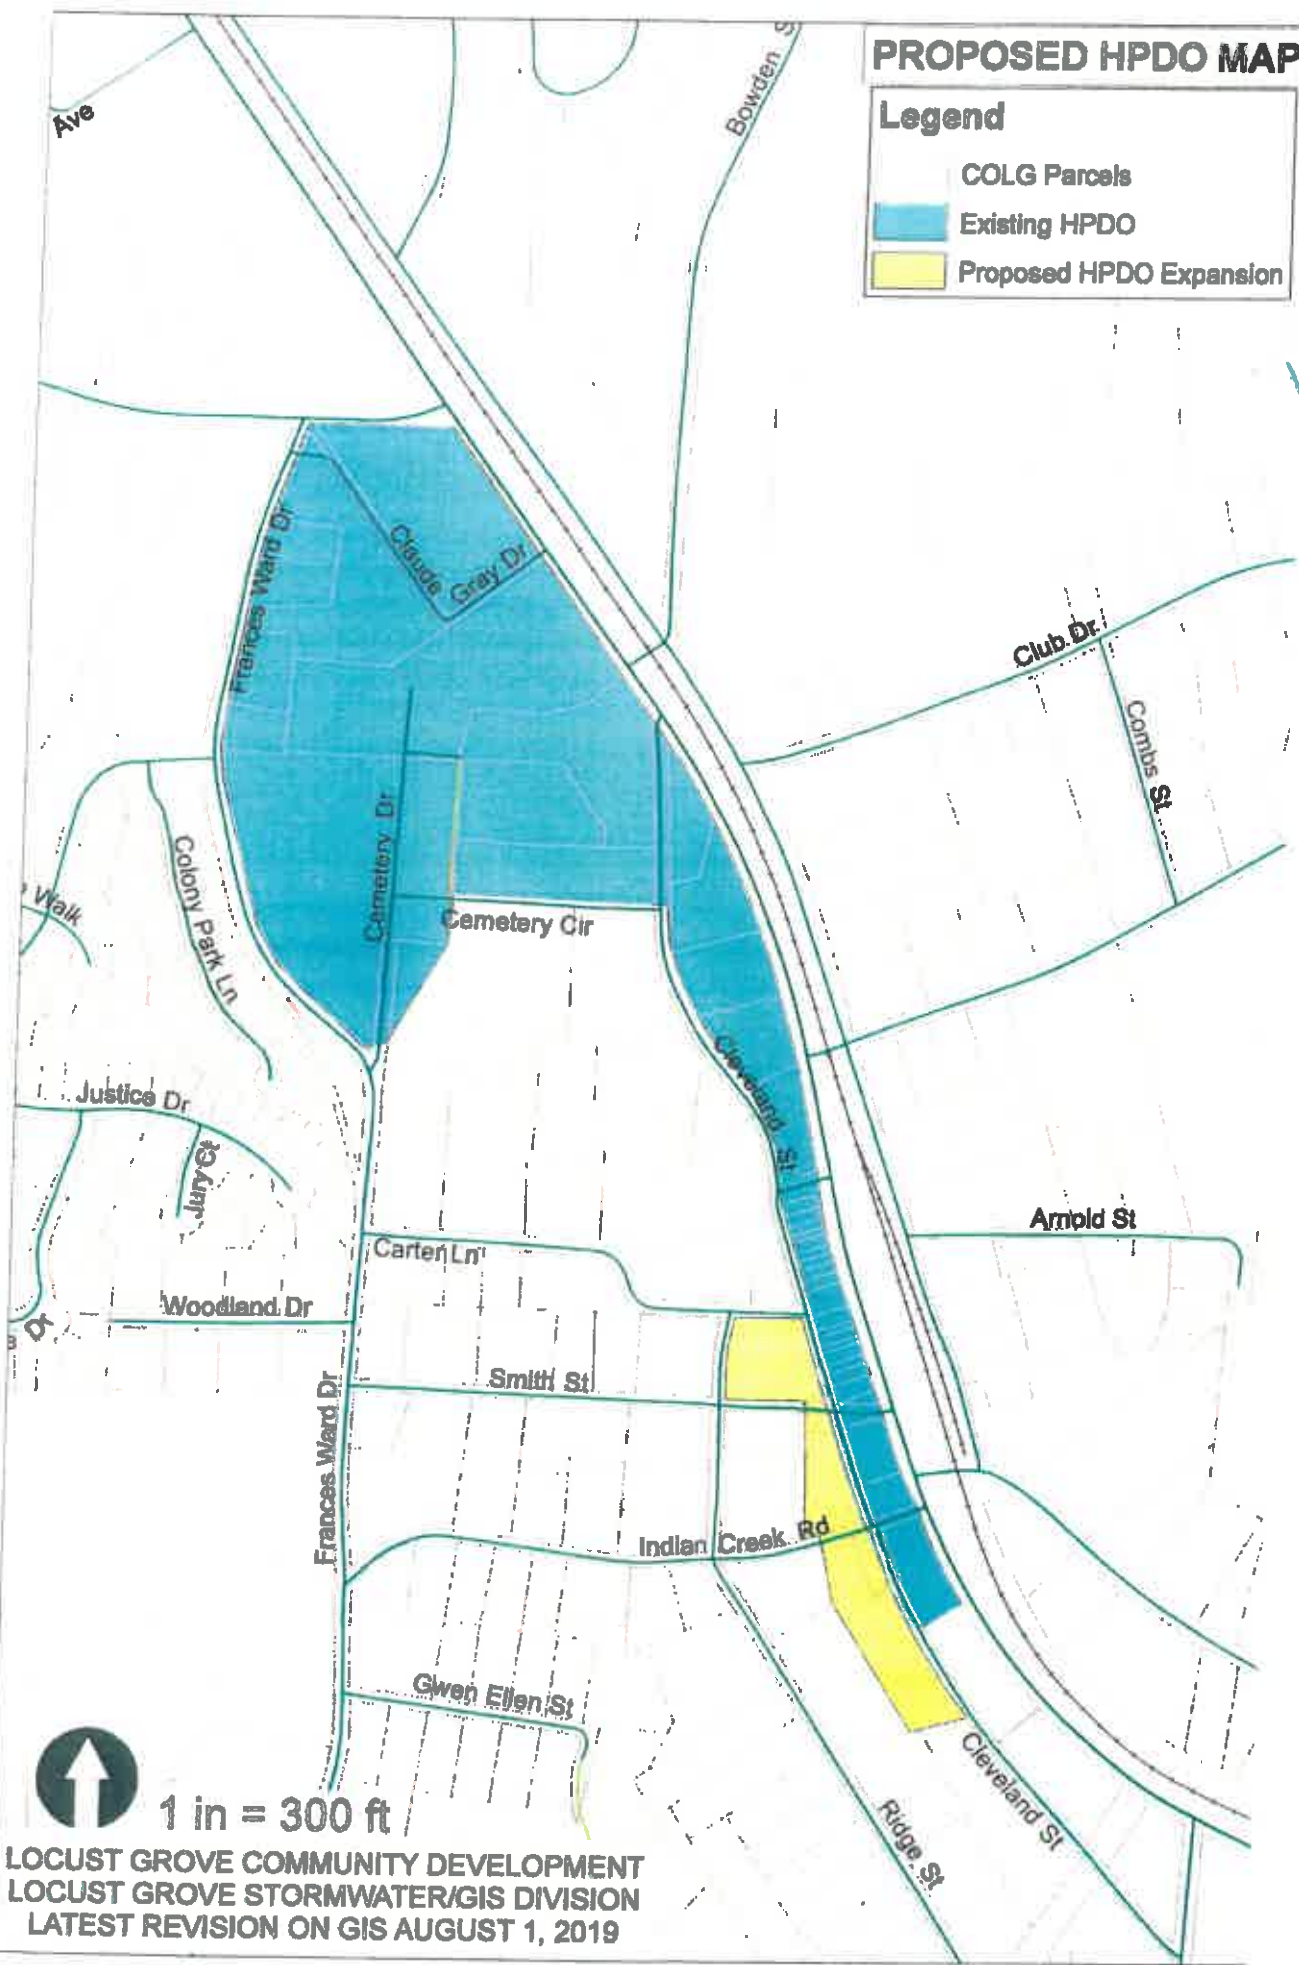 PROPOSED HPDO MAP
Legend
COLG Parcels
Existing HPDO
Proposed HPDO Expansion
Ave
Bowden S
Frances Ward Dr
Claude Gray Dr
Club Dr
Combs St
Cemetery Dr
Cemetery Cir
Colony Park Ln
Walk
Cleveland St
Justice Dr
Jury Ct
Carter Ln
Arnold St
Woodland Dr
s Dr
Smith St
Frances Ward Dr
Indian Creek Rd
Gwen Ellen St
Cleveland St
Ridge St
1 in = 300 ft
LOCUST GROVE COMMUNITY DEVELOPMENT
LOCUST GROVE STORMWATER/GIS DIVISION
LATEST REVISION ON GIS AUGUST 1, 2019